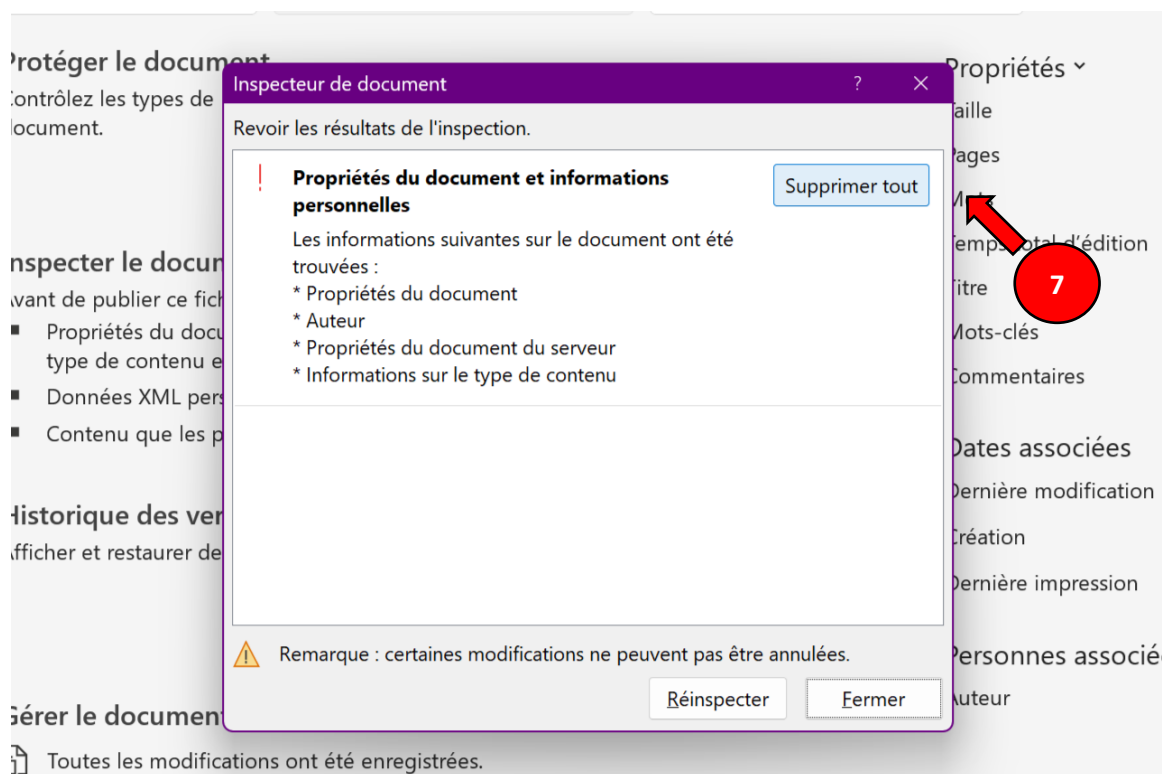 Protéger le document
Contrôlez les types de
document.
Inspecter le docum
Avant de publier ce fich
Propriétés du docu
type de contenu e
Données XML pers
Contenu que les p
Historique des ver
Afficher et restaurer de
Gérer le document
Toutes les modifications ont été enregistrées.
Inspecteur de document
?
Revoir les résultats de l'inspection.
!
Propriétés du document et informations
personnelles
Supprimer tout
Les informations suivantes sur le document ont été
trouvées :
* Propriétés du document
* Auteur
* Propriétés du document du serveur
* Informations sur le type de contenu
Remarque : certaines modifications ne peuvent pas être annulées.
Réinspecter
Fermer
Propriétés
Taille
Pages
Mots
Temps total d'édition
Titre
7
Mots-clés
Commentaires
Dates associées
Dernière modification
Création
Dernière impression
Personnes associé
Auteur